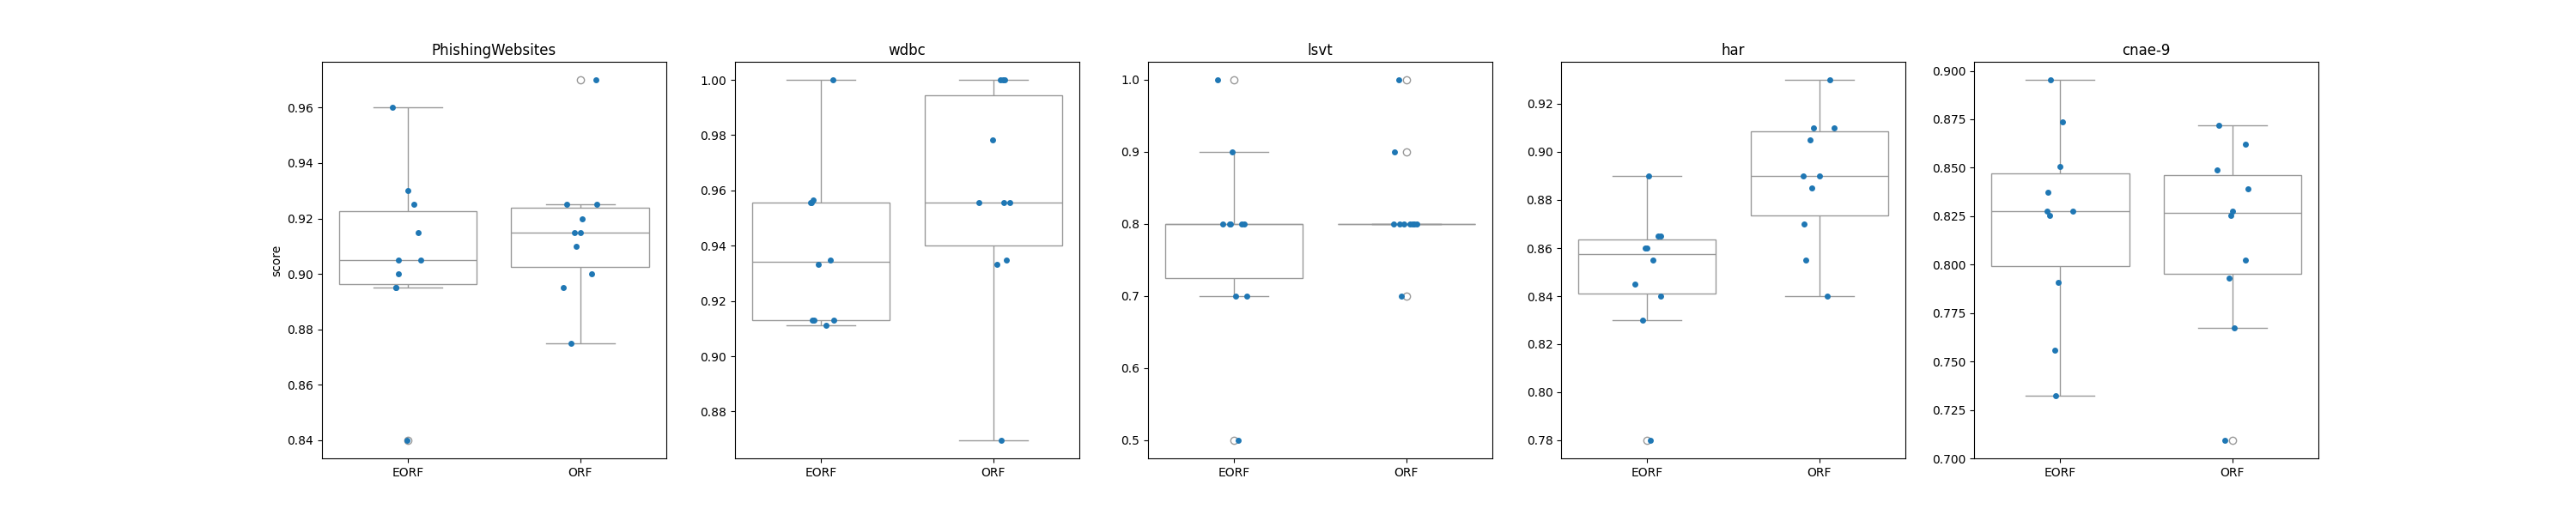 PhishingWebsites
score
0.96
0.94
0.92
0.90
0.88
0.86
0.84
EORF
ORF
wdbc
1.00
0.98
0.96
0.94
0.92
0.90
0.88
EORF
ORF
lsvt
1.0
0.9
0.8
0.7
0.6
0.5
EORF
ORF
har
0.92
0.90
0.88
0.86
0.84
0.82
0.80
0.78
EORF
ORF
cnae-9
0.900
0.875
0.850
0.825
0.800
0.775
0.750
0.725
0.700
EORF
ORF